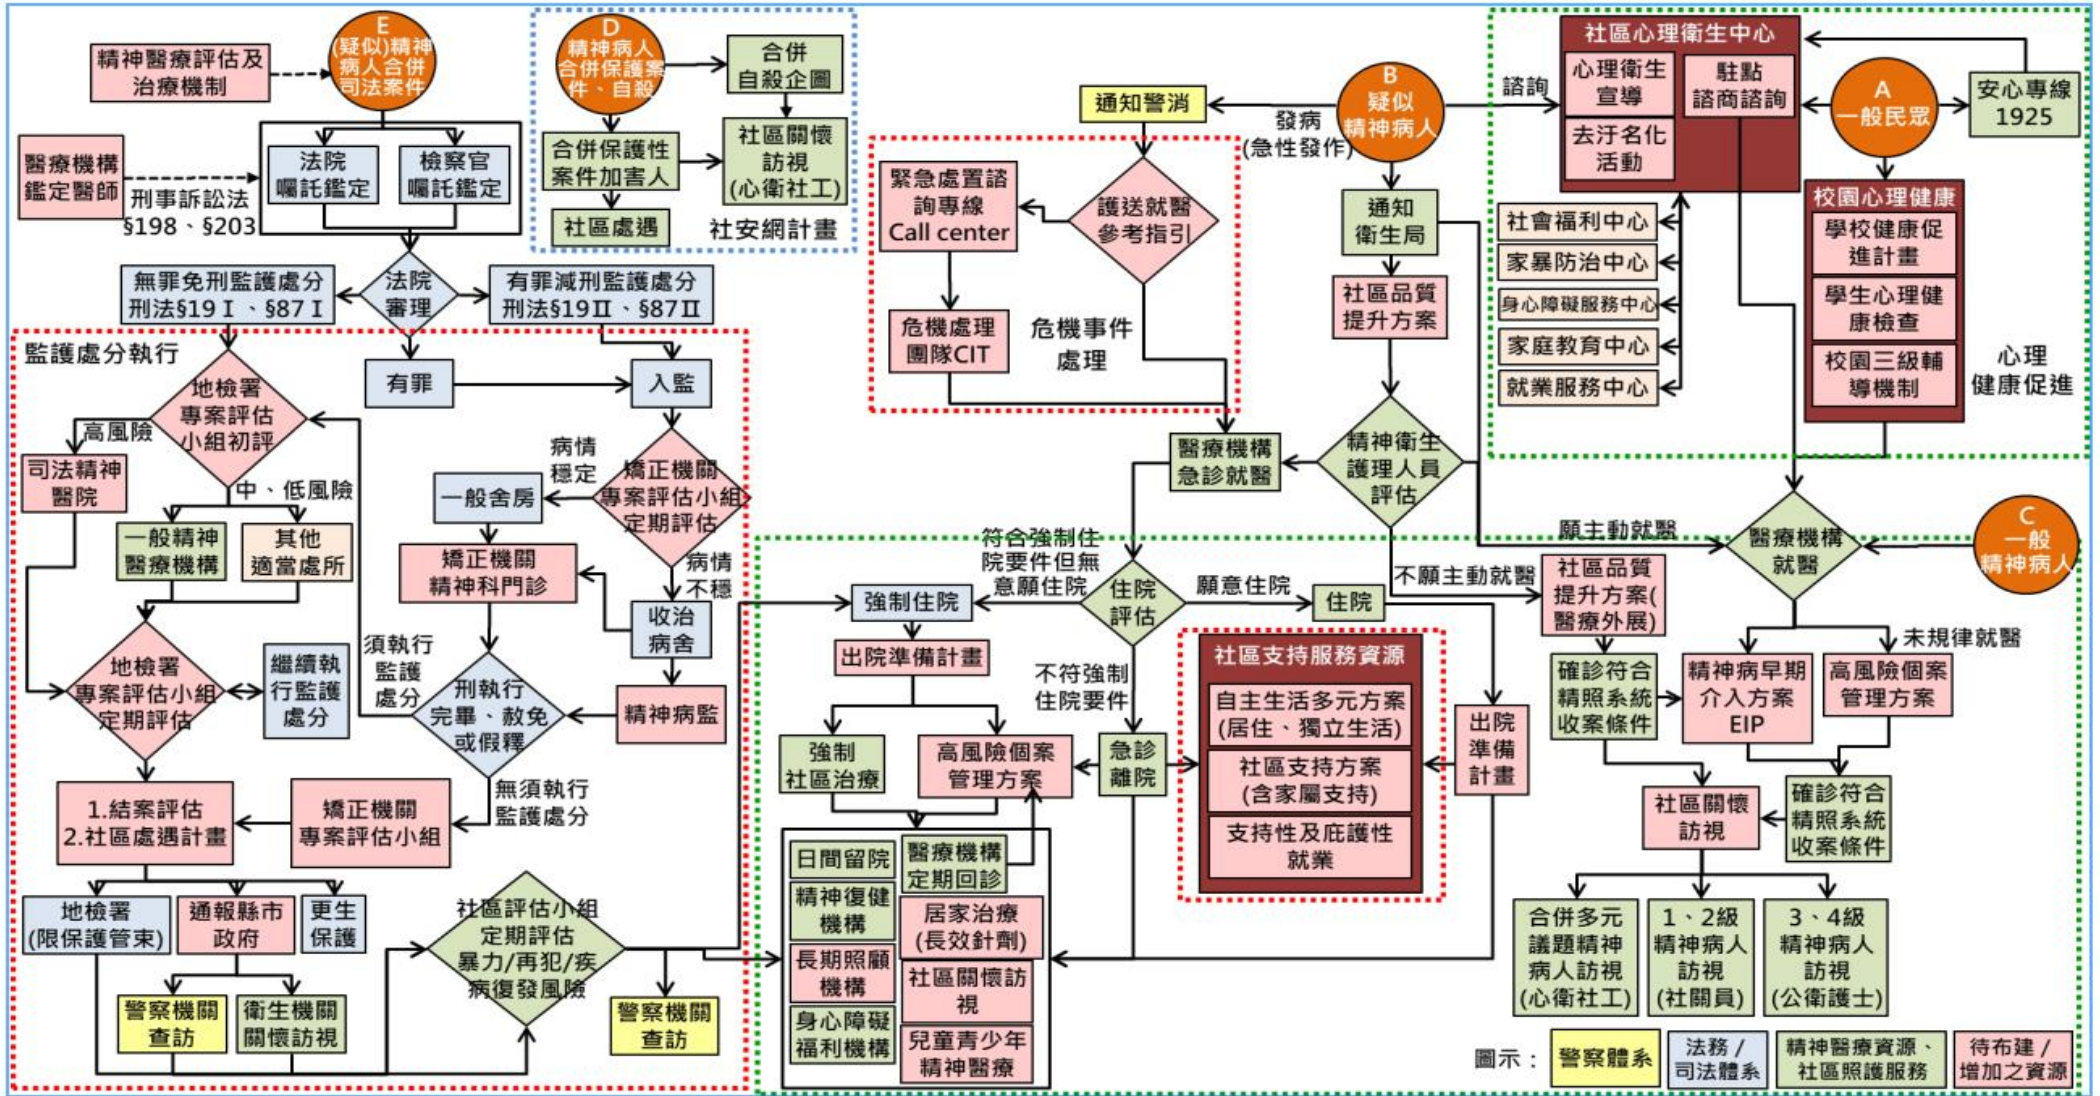 精神醫療評估及
治療機制
E
(疑似)精神
病人合併
司法案件
醫療機構
鑑定醫師
刑事訴訟法
§198、§203
法院
囑託鑑定
檢察官
囑託鑑定
無罪免刑監護處分
刑法§19Ⅰ、§87Ⅰ
法院
審理
有罪減刑監護處分
刑法§19Ⅱ、§87Ⅱ
D
精神病人
合併保護案
件、自殺
合併
自殺企圖
合併保護性
案件加害人
社區關懷
訪視
(心衛社工)
社區處遇
社安網計畫
監護處分執行
地檢署
專案評估
小組初評
有罪
入監
高風險
司法精神
醫院
中、低風險
一般精神
醫療機構
其他
適當處所
病情
穩定
一般舍房
矯正機關
專案評估小組
定期評估
矯正機關
精神科門診
病情
不穩
收治
病舍
精神病監
須執行
監護
處分
刑執行
完畢、赦免
或假釋
地檢署
專案評估小組
定期評估
繼續執
行監護
處分
無須執行
監護處分
1.結案評估
2.社區處遇計畫
矯正機關
專案評估小組
地檢署
(限保護管束)
通報縣市
政府
更生
保護
警察機關
查訪
衛生機關
關懷訪視
社區評估小組
定期評估
暴力/再犯/疾
病復發風險
警察機關
查訪
通知警消
發病
(急性發作)
B
疑似
精神病人
諮詢
緊急處置諮
詢專線
Call center
護送就醫
參考指引
危機處理
團隊CIT
危機事件
處理
通知
衛生局
社區品質
提升方案
醫療機構
急診就醫
精神衛生
護理人員
評估
社區心理衛生中心
心理衛生
宣導
駐點
諮商諮詢
去汙名化
活動
A
一般民眾
安心專線
1925
社會福利中心
家暴防治中心
身心障礙服務中心
家庭教育中心
就業服務中心
校園心理健康
學校健康促
進計畫
學生心理健
康檢查
校園三級輔
導機制
心理
健康促進
願主動就醫
醫療機構
就醫
C
一般
精神病人
不願主動就醫
社區品質
提升方案(
醫療外展)
未規律就醫
確診符合
精照系統
收案條件
精神病早期
介入方案
EIP
高風險個案
管理方案
社區關懷
訪視
確診符合
精照系統
收案條件
合併多元
議題精神
病人訪視
(心衛社工)
1、2級
精神病人
訪視
(社關員)
3、4級
精神病人
訪視
(公衛護士)
符合強制住
院要件但無
意願住院
強制住院
住院
評估
願意住院
住院
出院準備計畫
不符強制
住院要件
強制
社區治療
高風險個案
管理方案
急診
離院
社區支持服務資源
自主生活多元方案
(居住、獨立生活)
社區支持方案
(含家屬支持)
支持性及庇護性
就業
出院
準備
計畫
日間留院
精神復健
機構
長期照顧
機構
身心障礙
福利機構
醫療機構
定期回診
居家治療
(長效針劑)
社區關懷訪
視
兒童青少年
精神醫療
圖示：
警察體系
法務/
司法體系
精神醫療資源、
社區照護服務
待布建/
增加之資源